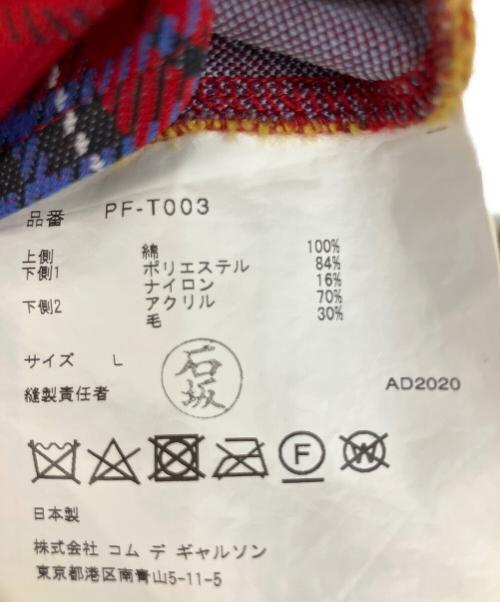 品番 PF-T003
上側 綿 100%
下側1 ポリエステル 84%
ナイロン 16%
下側2 アクリル 70%
毛 30%
サイズ L
縫製責任者 石坂 AD2020
F W
日本製
株式会社 コム デ ギャルソン
東京都港区南青山5-11-5